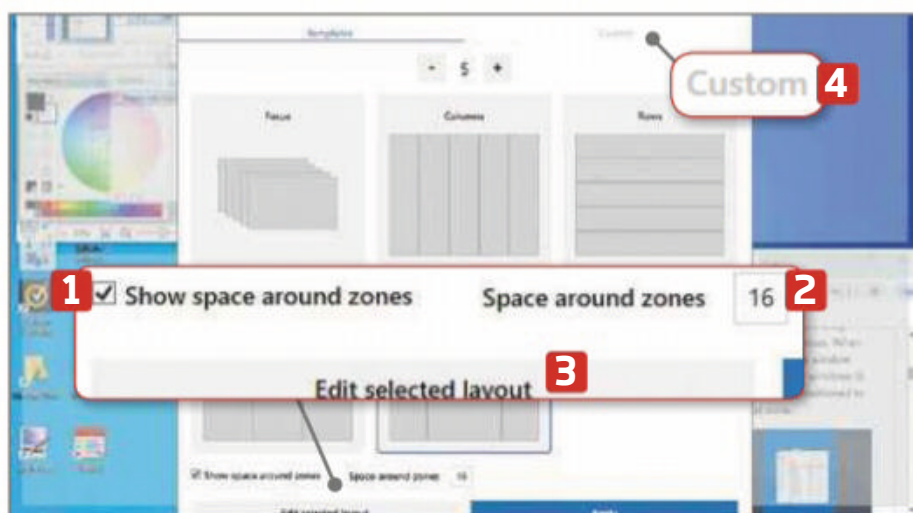 Templates Custom
- 5 +
Custom 4
Focus Columns Rows
1 Show space around zones Space around zones 16 2
Edit selected layout 3
Show space around zones Space around zones 16
Edit selected layout Apply